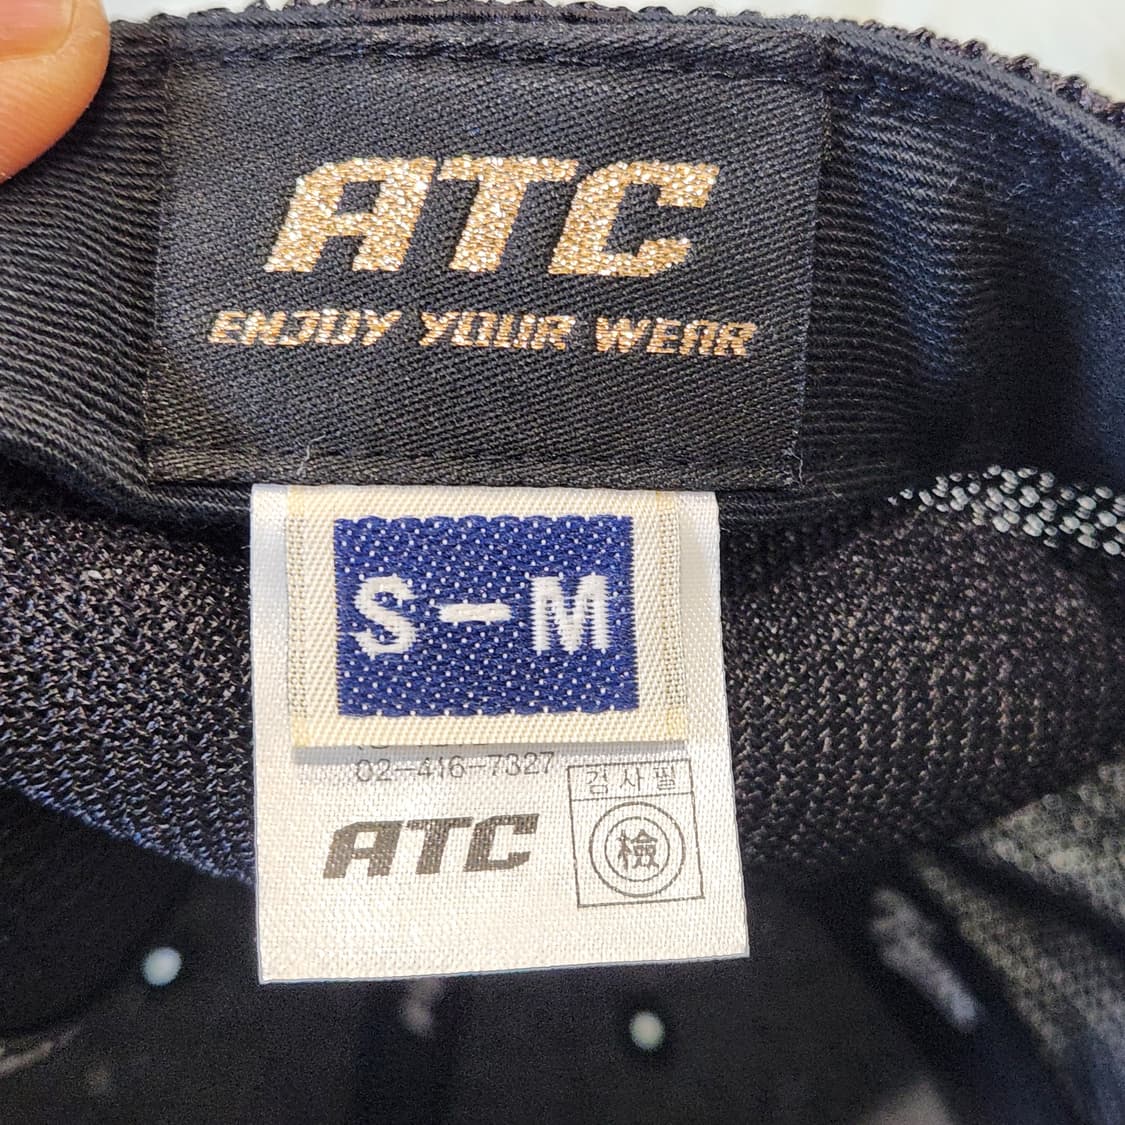 ATC
ENJOY YOUR WEAR
S-M
02-416-7327
검사필
ATC
檢